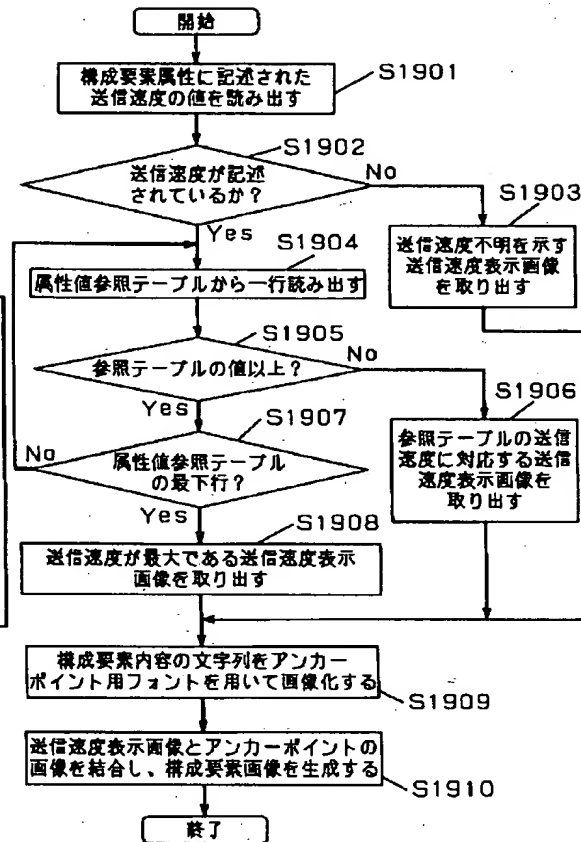 開始
構成要素属性に記述された
送信速度の値を読み出す
S1901
S1902
送信速度が記述
されているか？
No
Yes
S1903
送信速度不明を示す
送信速度表示画像
を取り出す
S1904
属性値参照テーブルから一行読み出す
S1905
参照テーブルの値以上？
No
Yes
S1906
参照テーブルの送信
速度に対応する送信
速度表示画像を
取り出す
S1907
No
属性値参照テーブル
の最下行？
Yes
S1908
送信速度が最大である送信速度表示
画像を取り出す
構成要素内容の文字列をアンカー
ポイント用フォントを用いて画像化する
S1909
送信速度表示画像とアンカーポイントの
画像を結合し、構成要素画像を生成する
S1910
終了